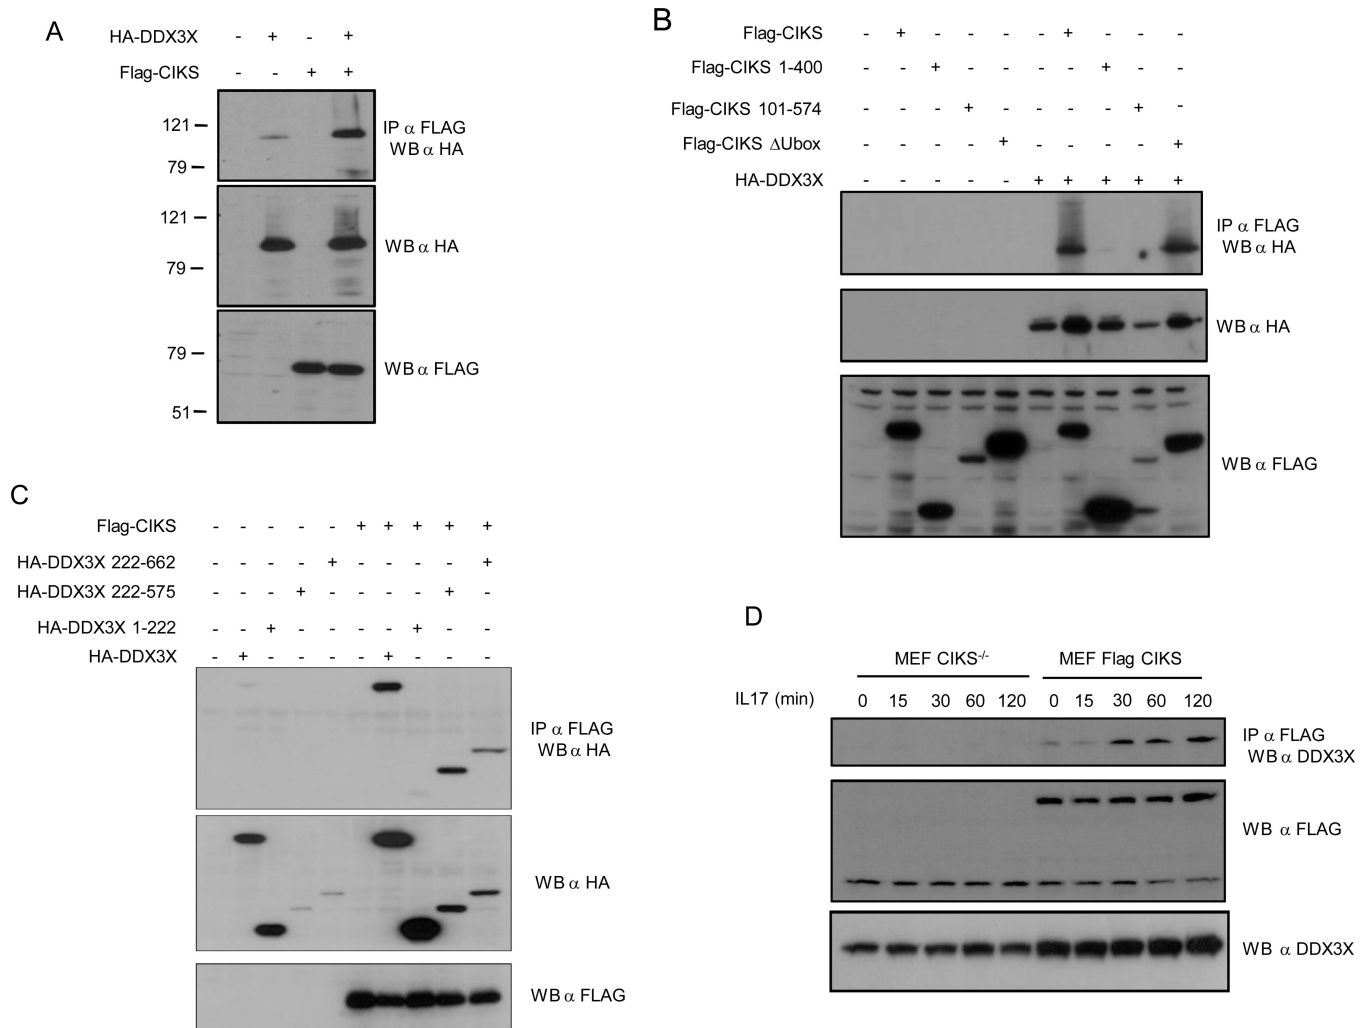 A
HA-DDX3X - + - +
Flag-CIKS - - + +
121
79
IP α FLAG
WB α HA
121
79
WB α HA
79
51
WB α FLAG
B
Flag-CIKS - + - - - - + - - -
Flag-CIKS 1-400 - - + - - - - + - -
Flag-CIKS 101-574 - - - + - - - - + -
Flag-CIKS ΔUbox - - - - + - - - - +
HA-DDX3X - - - - - + + + + +
IP α FLAG
WB α HA
WB α HA
WB α FLAG
C
Flag-CIKS - - - - - + + + + +
HA-DDX3X 222-662 - - - - + - - - - +
HA-DDX3X 222-575 - - - + - - - - + -
HA-DDX3X 1-222 - - + - - - - + - -
HA-DDX3X - + - - - - + - - -
IP α FLAG
WB α HA
WB α HA
WB α FLAG
D
MEF CIKS-/- MEF Flag CIKS
IL17 (min) 0 15 30 60 120 0 15 30 60 120
IP α FLAG
WB α DDX3X
WB α FLAG
WB α DDX3X